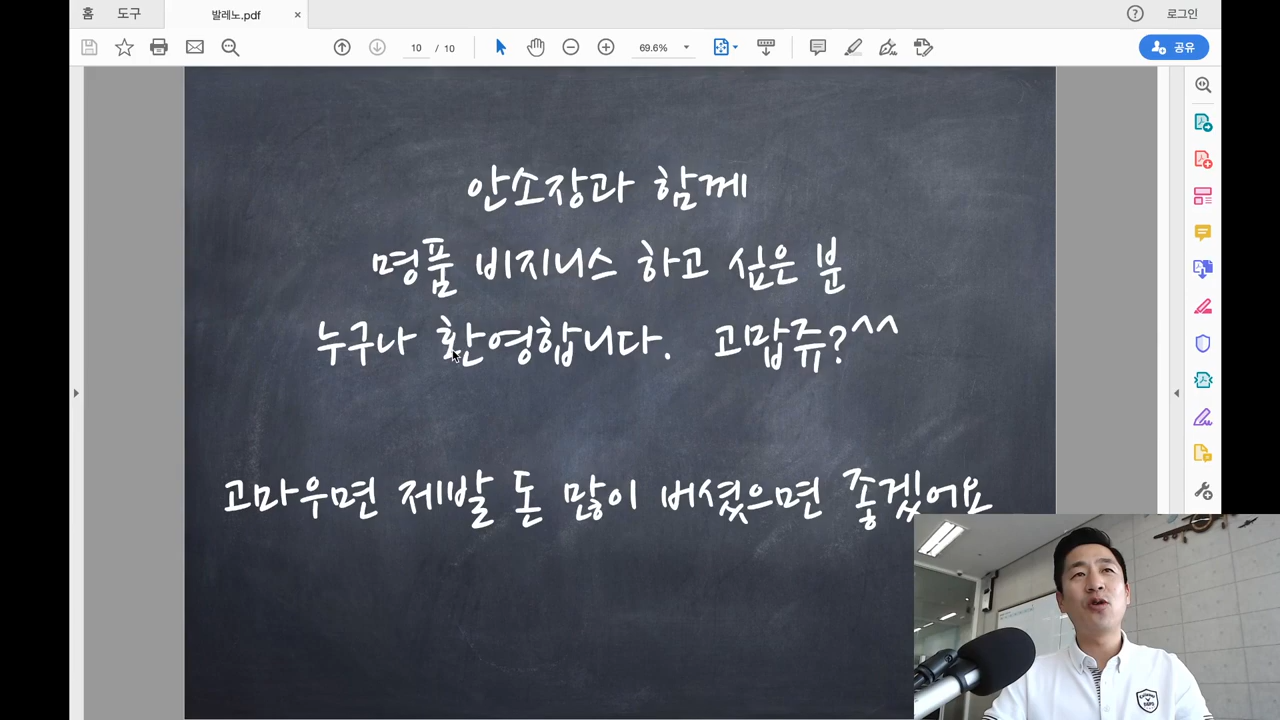 홈 도구 발레노.pdf × ? 로그인
10 / 10 69.6% 공유
안소장과 함께
명품 비지니스 하고 싶은 분
누구나 환영합니다. 고맙쥬?^^
고마우면 제발 돈 많이 버셨으면 좋겠어요